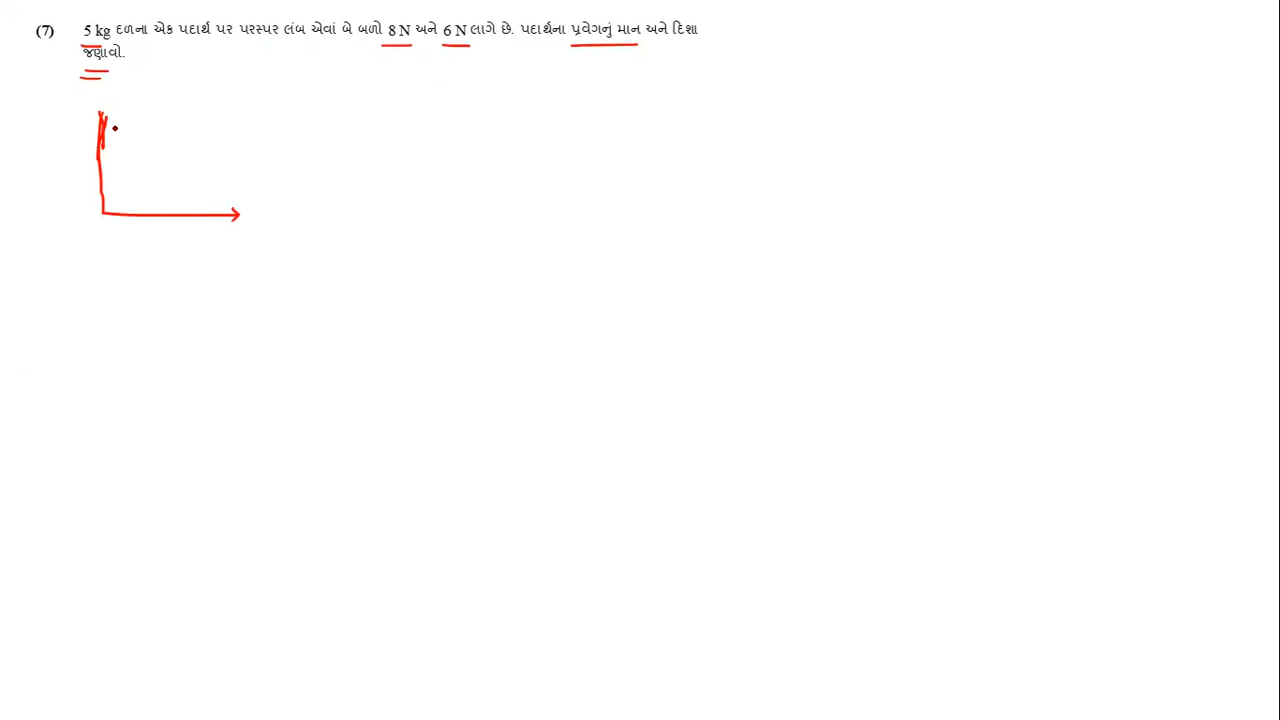 (7) 5 kg દળના એક પદાર્થ પર પરસ્પર લંબ એવાં બે બળો 8 N અને 6 N લાગે છે. પદાર્થના પ્રવેગનું માન અને દિશા
જણાવો.